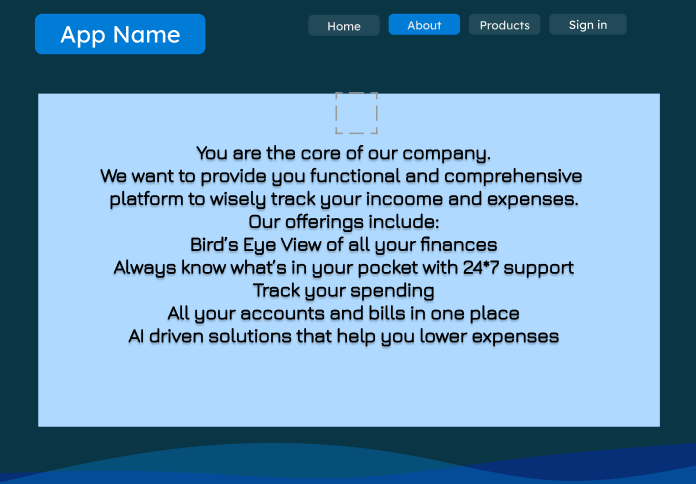 App Name
Home
About
Products
Sign in
You are the core of our company.
We want to provide you functional and comprehensive
platform to wisely track your incoome and expenses.
Our offerings include:
Bird's Eye View of all your finances
Always know what's in your pocket with 24*7 support
Track your spending
All your accounts and bills in one place
AI driven solutions that help you lower expenses